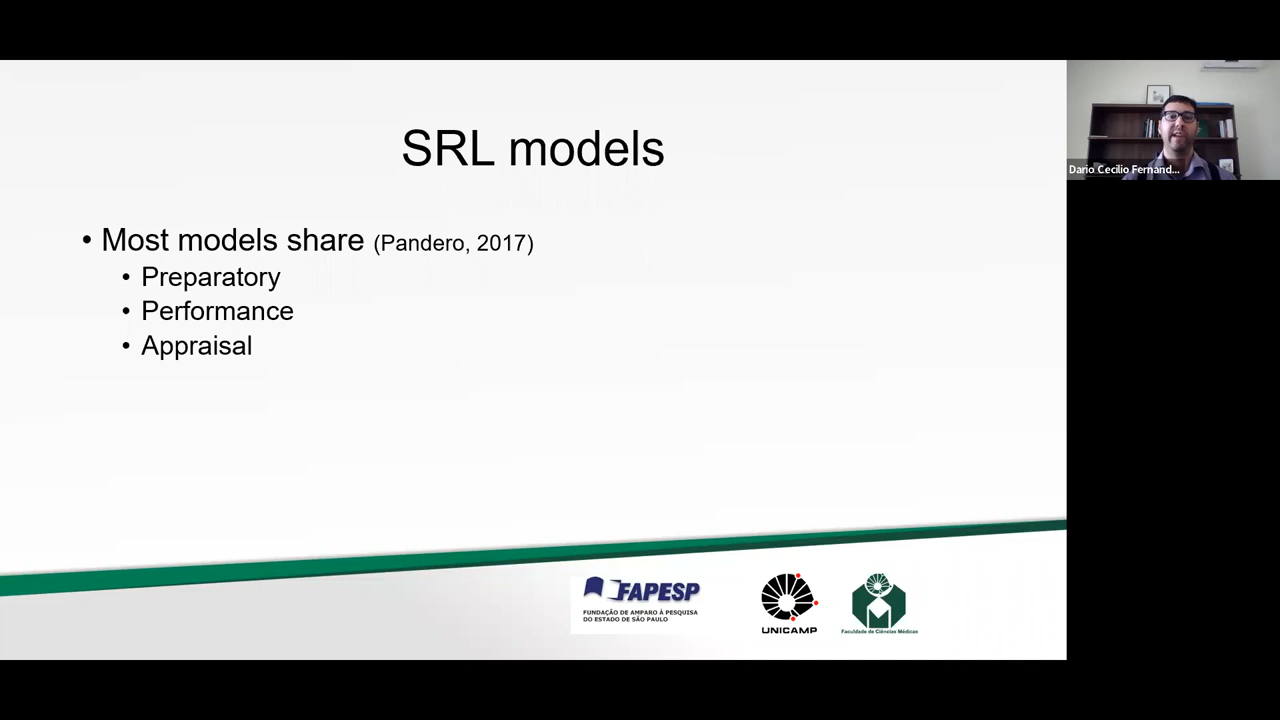 SRL models
• Most models share (Pandero, 2017)
• Preparatory
• Performance
• Appraisal
Dario Cecilio Fernand...
FAPESP
FUNDAÇÃO DE AMPARO À PESQUISA
DO ESTADO DE SÃO PAULO
UNICAMP
Faculdade de Ciências Médicas